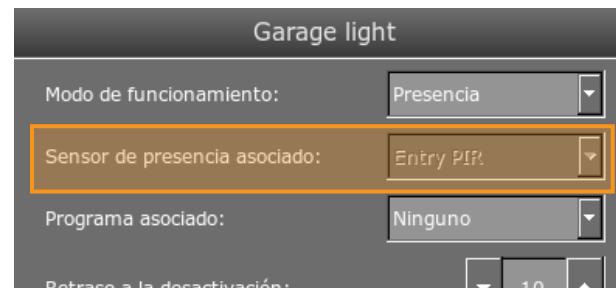 Garage light
Modo de funcionamiento: Presencia
Sensor de presencia asociado: Entry PIR
Programa asociado: Ninguno
Retraso a la desactivación: 10